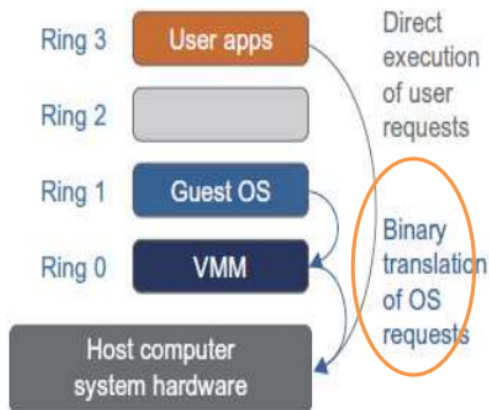 Ring 3
User apps
Direct
execution
of user
requests
Ring 2
Ring 1
Guest OS
Ring 0
VMM
Binary
translation
of OS
requests
Host computer
system hardware